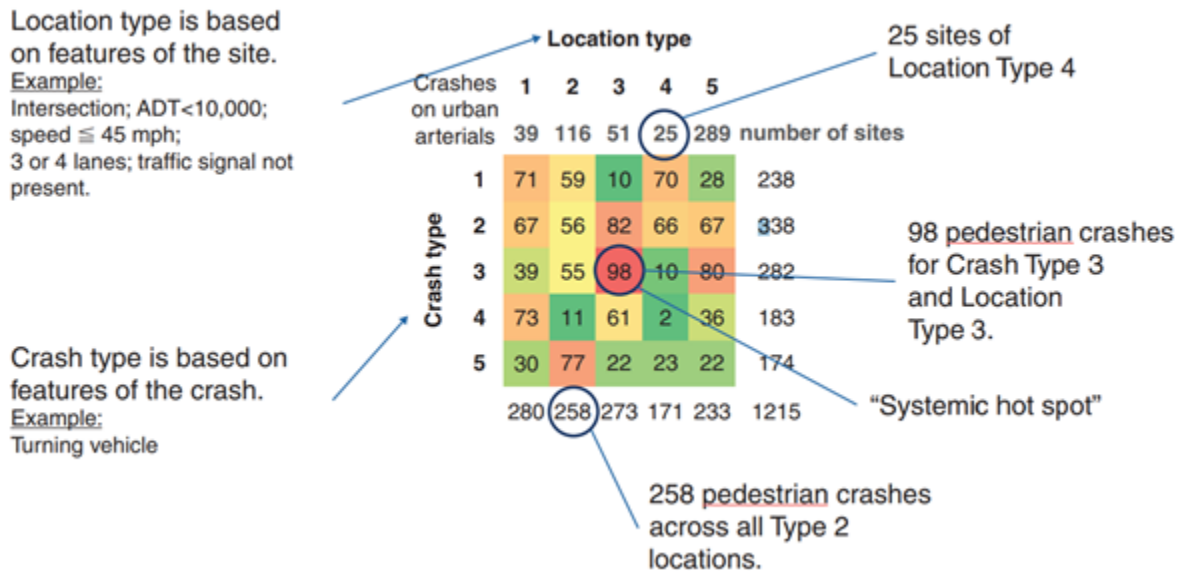 Location type is based
on features of the site.
Example:
Intersection; ADT<10,000;
speed ≦ 45 mph;
3 or 4 lanes; traffic signal not
present.
Crash type is based on
features of the crash.
Example:
Turning vehicle
Location type
Crashes
on urban
arterials
1 2 3 4 5
39 116 51 25 289 number of sites
Crash type
1 71 59 10 70 28 238
2 67 56 82 66 67 338
3 39 55 98 10 80 282
4 73 11 61 2 36 183
5 30 77 22 23 22 174
280 258 273 171 233 1215
25 sites of
Location Type 4
98 pedestrian crashes
for Crash Type 3
and Location
Type 3.
“Systemic hot spot”
258 pedestrian crashes
across all Type 2
locations.